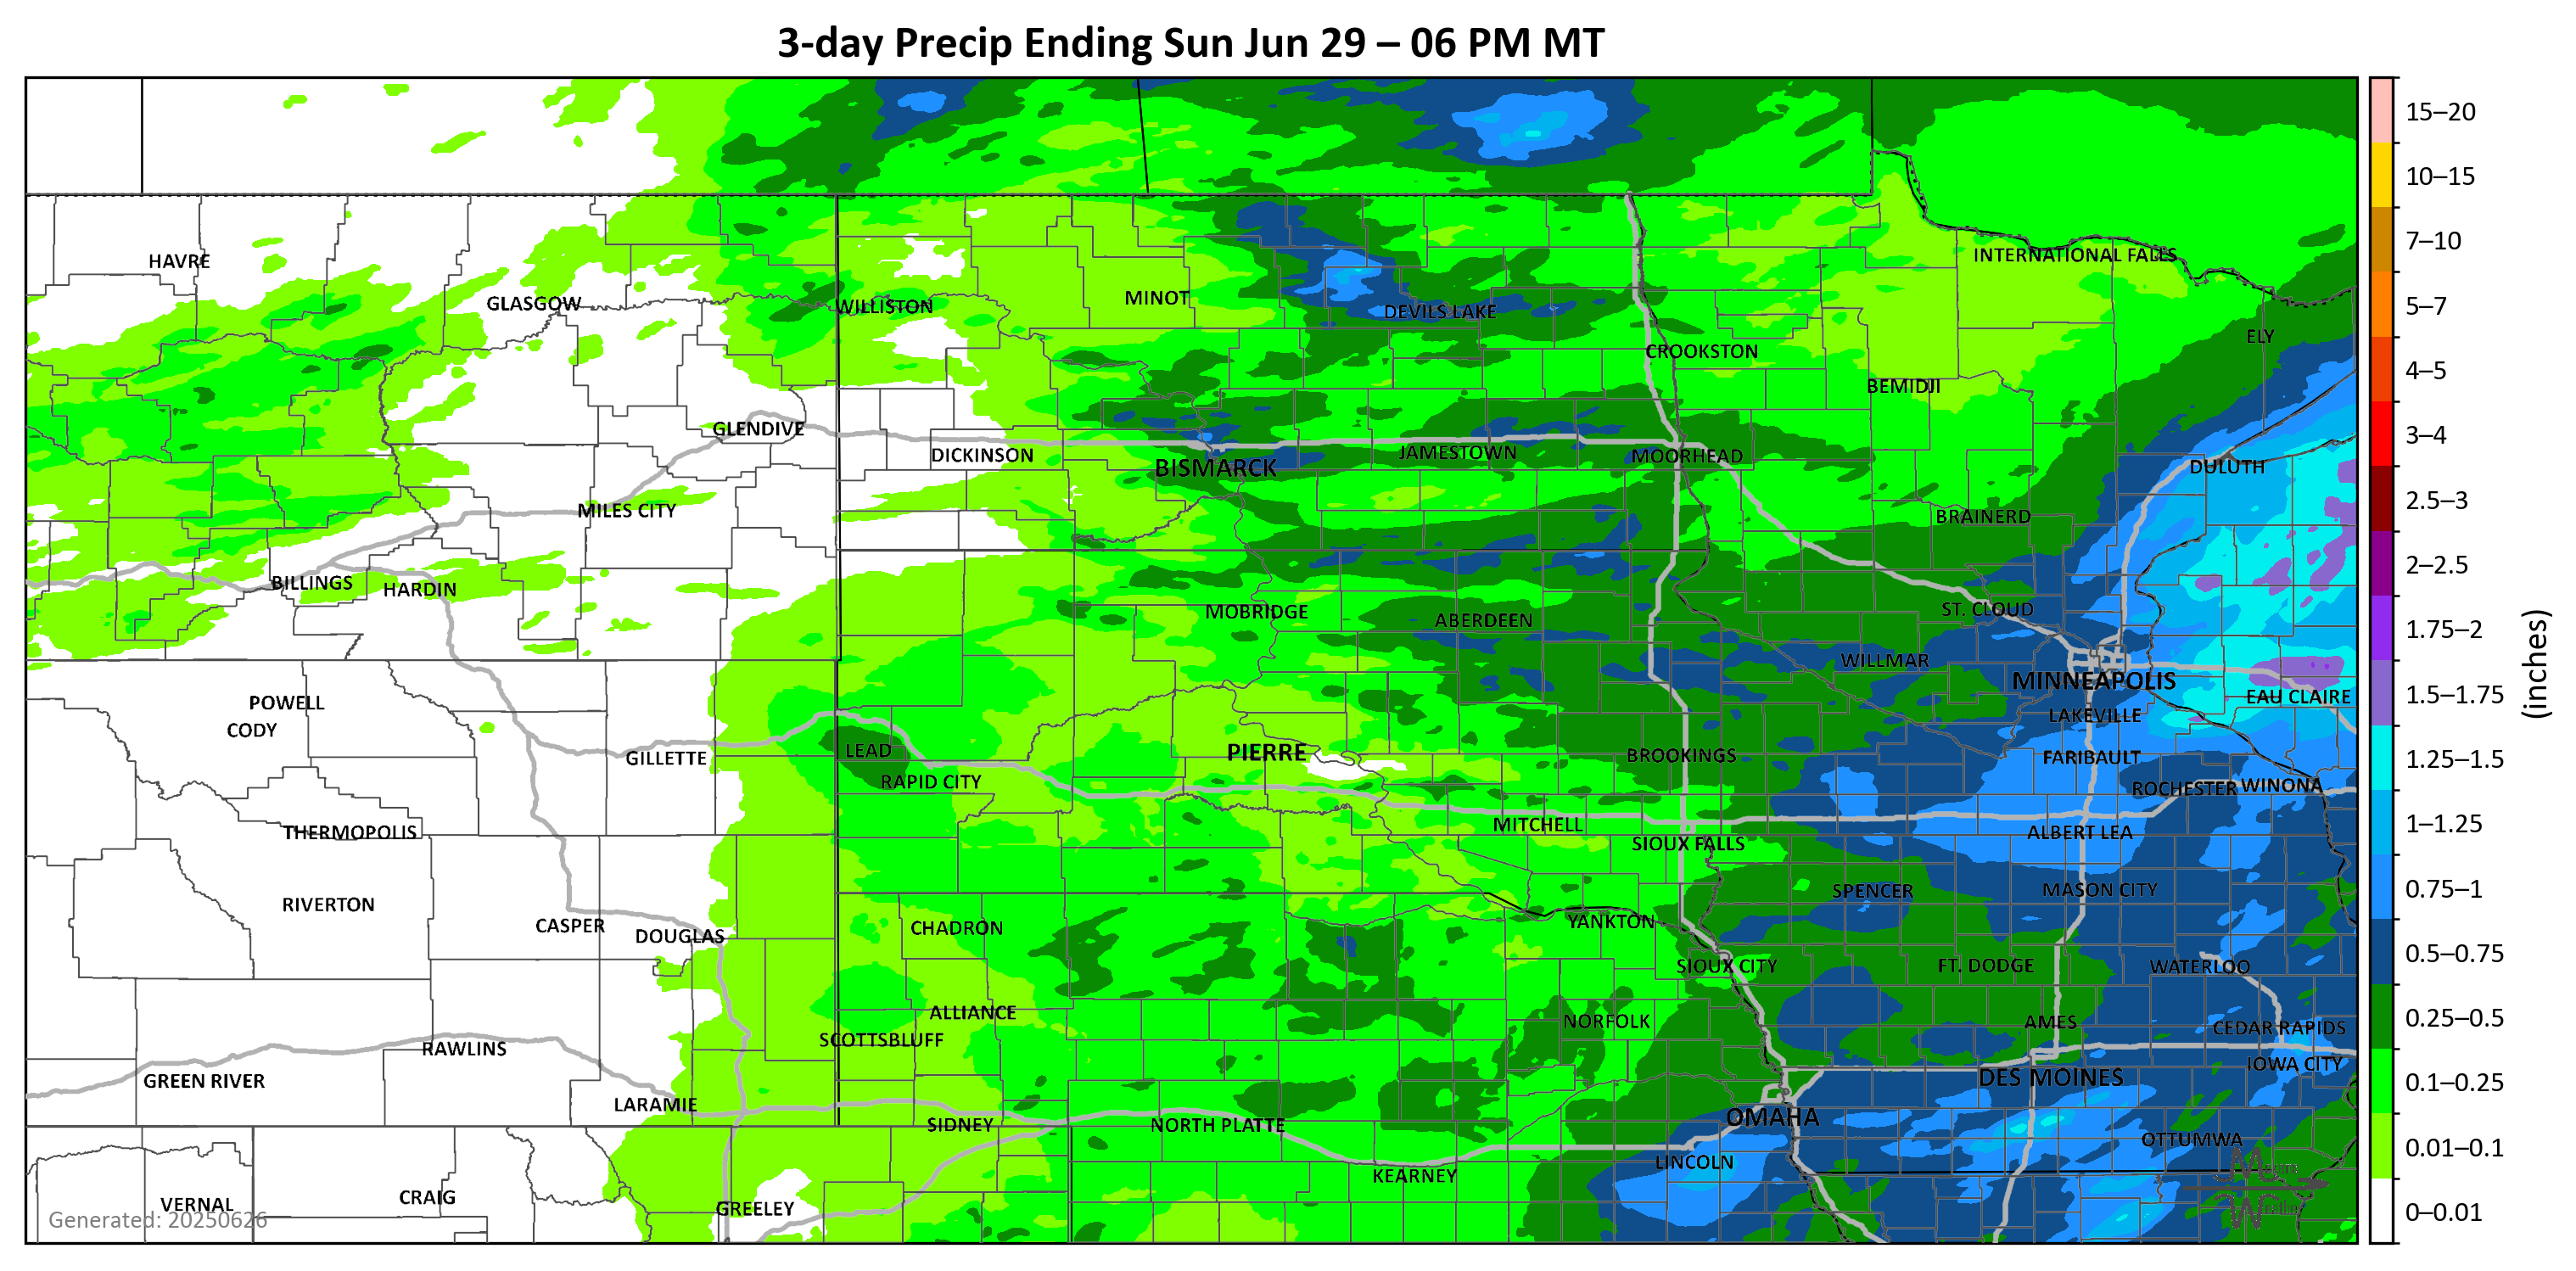 3-day Precip Ending Sun Jun 29 – 06 PM MT
15–20
10–15
7–10
5–7
4–5
3–4
2.5–3
2–2.5
1.75–2
1.5–1.75
1.25–1.5
1–1.25
0.75–1
0.5–0.75
0.25–0.5
0.1–0.25
0.01–0.1
0–0.01
(inches)
HAVRE
INTERNATIONAL FALLS
GLASGOW
WILLISTON
MINOT
DEVILS LAKE
ELY
CROOKSTON
BEMIDJI
GLENDIVE
DICKINSON
BISMARCK
JAMESTOWN
MOORHEAD
DULUTH
MILES CITY
BRAINERD
BILLINGS
HARDIN
MOBRIDGE
ABERDEEN
ST. CLOUD
WILLMAR
MINNEAPOLIS
EAU CLAIRE
POWELL
CODY
LAKEVILLE
GILLETTE
LEAD
RAPID CITY
PIERRE
BROOKINGS
FARIBAULT
ROCHESTER
WINONA
THERMOPOLIS
MITCHELL
SIOUX FALLS
ALBERT LEA
RIVERTON
CASPER
DOUGLAS
CHADRON
YANKTON
SPENCER
MASON CITY
SIOUX CITY
FT. DODGE
WATERLOO
ALLIANCE
SCOTTSBLUFF
NORFOLK
AMES
CEDAR RAPIDS
RAWLINS
GREEN RIVER
IOWA CITY
DES MOINES
LARAMIE
SIDNEY
NORTH PLATTE
OMAHA
OTTUMWA
KEARNEY
LINCOLN
VERNAL
CRAIG
GREELEY
Generated: 20250626